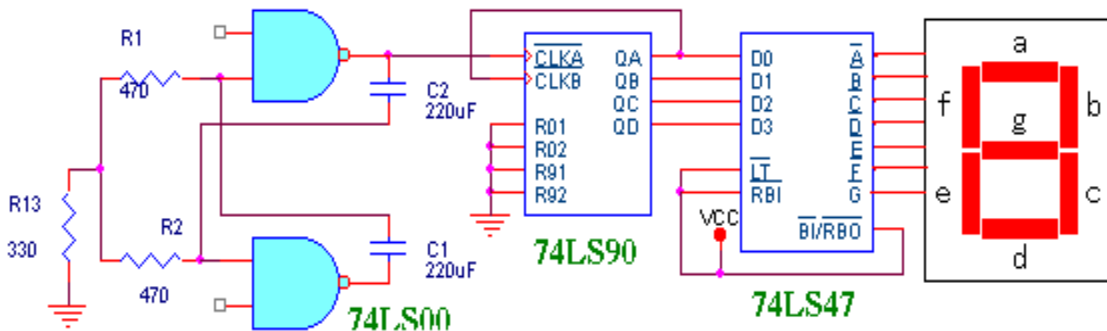 R1
470
R13
330
R2
470
C2
220uF
C1
220uF
74LS00
CLKA
CLKB
R01
R02
R91
R92
QA
QB
QC
QD
74LS90
D0
D1
D2
D3
LT
RBI
A
B
C
D
E
F
G
BI/RBO
VCC
74LS47
a
f
b
g
e
c
d